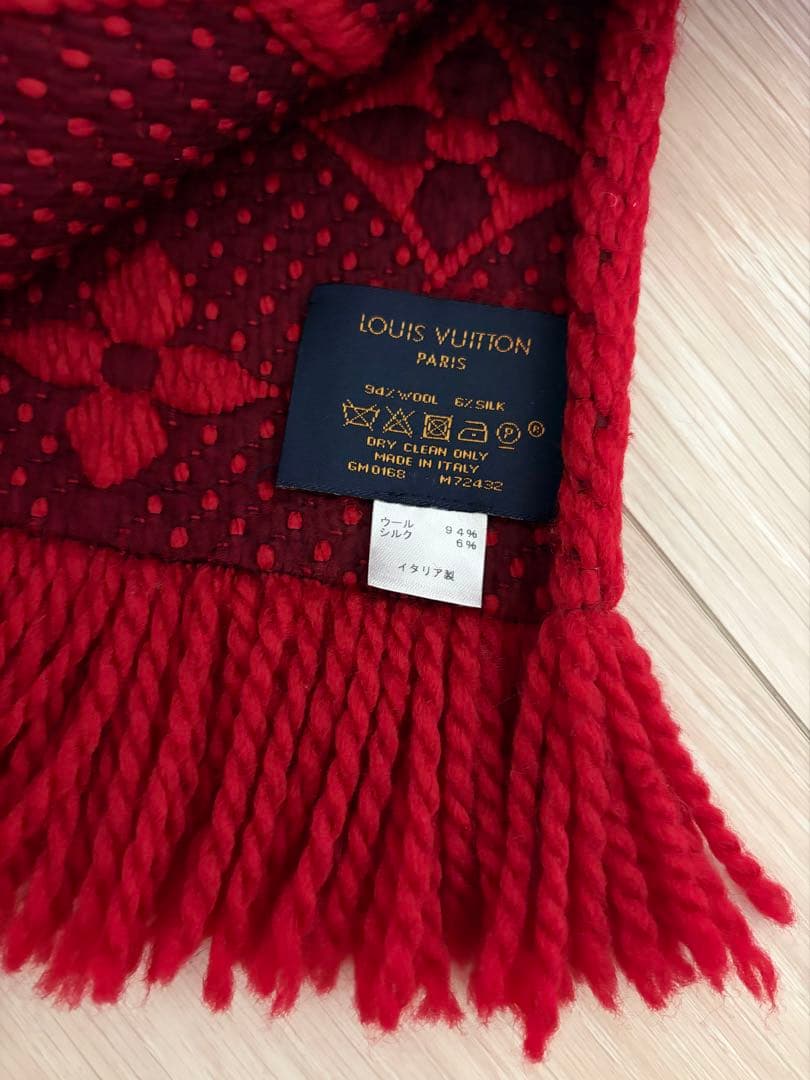 LOUIS VUITTON
PARIS
94% WOOL 6% SILK
P ®
DRY CLEAN ONLY
MADE IN ITALY
GM0168 M72432
ウール 94%
シルク 6%
イタリア製